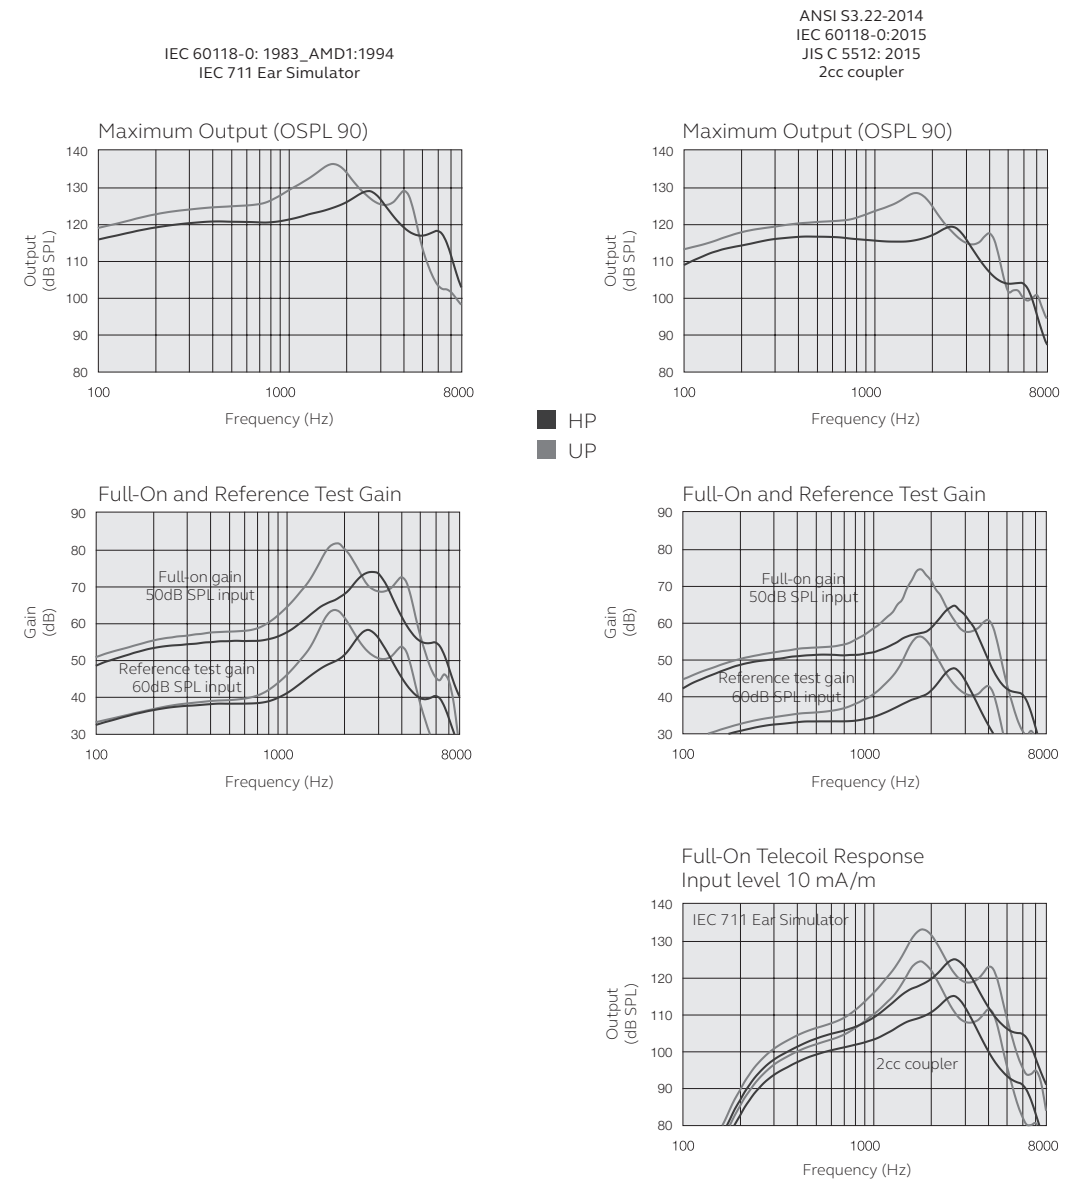 IEC 60118-0: 1983_AMD1:1994
IEC 711 Ear Simulator
ANSI S3.22-2014
IEC 60118-0:2015
JIS C 5512: 2015
2cc coupler
Maximum Output (OSPL 90)
140
130
120
110
100
90
80
Output
(dB SPL)
100
1000
8000
Frequency (Hz)
Maximum Output (OSPL 90)
140
130
120
110
100
90
80
Output
(dB SPL)
100
1000
8000
Frequency (Hz)
HP
UP
Full-On and Reference Test Gain
90
80
70
60
50
40
30
Gain
(dB)
Full-on gain
50dB SPL input
Reference test gain
60dB SPL input
100
1000
8000
Frequency (Hz)
Full-On and Reference Test Gain
90
80
70
60
50
40
30
Gain
(dB)
Full-on gain
50dB SPL input
Reference test gain
60dB SPL input
100
1000
8000
Frequency (Hz)
Full-On Telecoil Response
Input level 10 mA/m
140
130
120
110
100
90
80
Output
(dB SPL)
IEC 711 Ear Simulator
2cc coupler
100
1000
8000
Frequency (Hz)